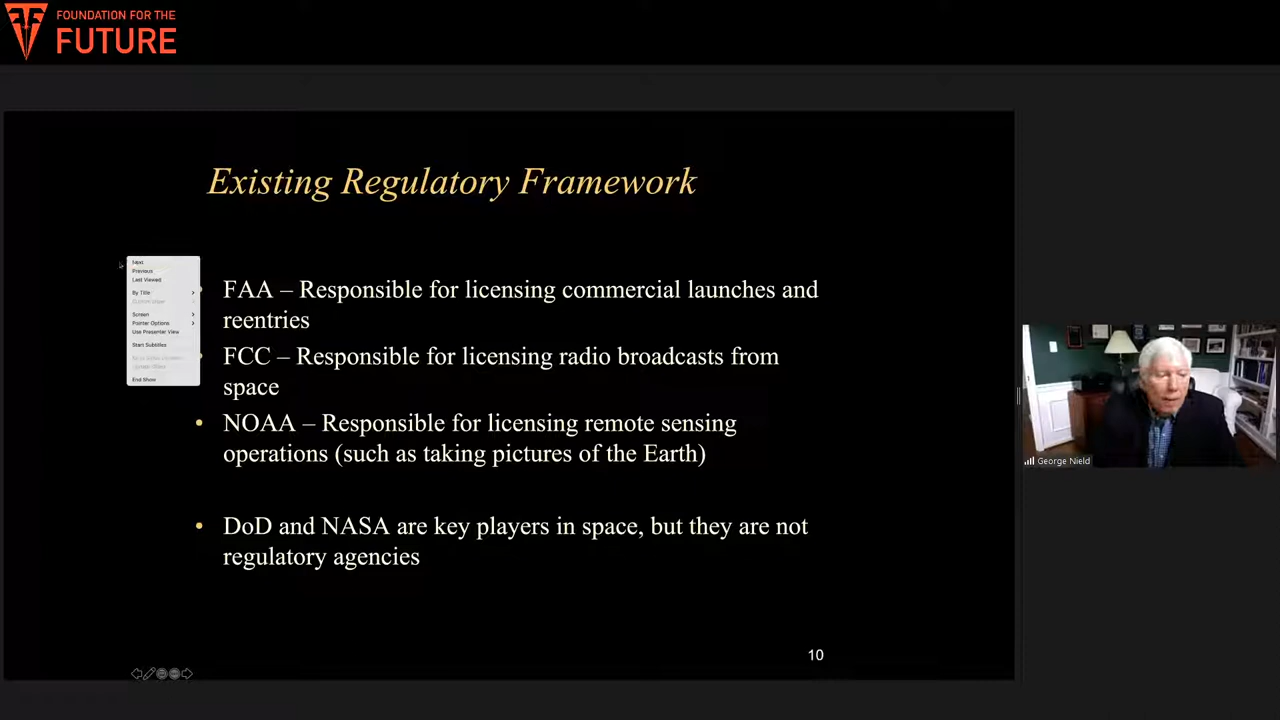 FOUNDATION FOR THE
FUTURE
Existing Regulatory Framework
Next
Previous
Last Viewed
By Title
Screen
Pointer Options
Use Presenter View
Start Subtitles
End Show
FAA – Responsible for licensing commercial launches and
reentries
FCC – Responsible for licensing radio broadcasts from
space
• NOAA – Responsible for licensing remote sensing
operations (such as taking pictures of the Earth)
• DoD and NASA are key players in space, but they are not
regulatory agencies
10
George Nield